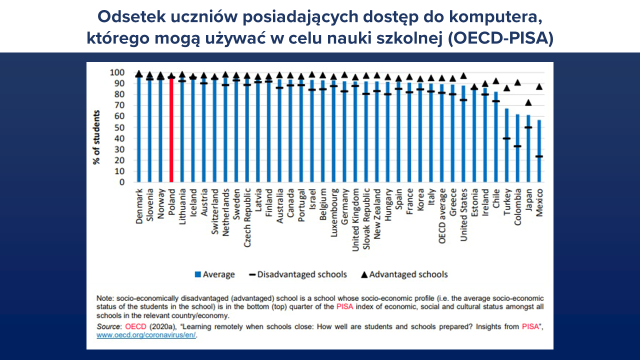 Odsetek uczniów posiadających dostęp do komputera,
którego mogą używać w celu nauki szkolnej (OECD-PISA)
% of students
100
90
80
70
60
50
40
30
20
10
0
Denmark
Slovenia
Norway
Poland
Lithuania
Iceland
Austria
Switzerland
Netherlands
Sweden
Czech Republic
Latvia
Finland
Australia
Canada
Portugal
Israel
Belgium
Luxembourg
Germany
United Kingdom
Slovak Republic
New Zealand
Hungary
Spain
France
Korea
Italy
OECD average
Greece
United States
Estonia
Ireland
Chile
Turkey
Colombia
Japan
Mexico
Average
Disadvantaged schools
Advantaged schools
Note: socio-economically disadvantaged (advantaged) school is a school whose socio-economic profile (i.e. the average socio-economic
status of the students in the school) is in the bottom (top) quarter of the PISA index of economic, social and cultural status amongst all
schools in the relevant country/economy.
Source: OECD (2020a), "Learning remotely when schools close: How well are students and schools prepared? Insights from PISA",
www.oecd.org/coronavirus/en/.